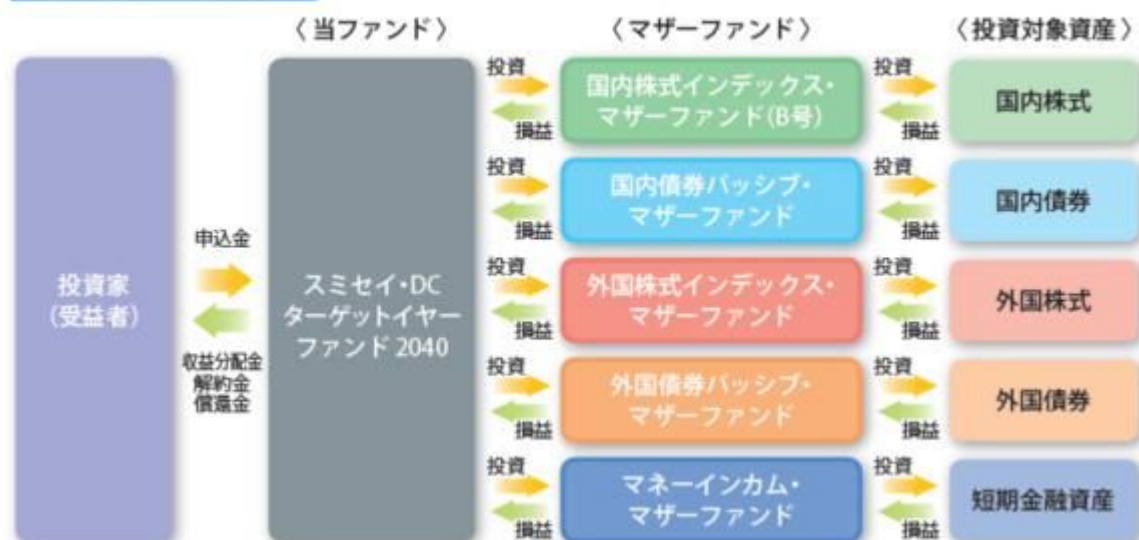 〈 当ファンド 〉
〈 マザーファンド 〉
〈 投資対象資産 〉
投資家
(受益者)
申込金
収益分配金
解約金
償還金
スミセイ・DC
ターゲットイヤー
ファンド 2040
投資
損益
国内株式インデックス・
マザーファンド(B号)
投資
損益
国内株式
投資
損益
国内債券パッシブ・
マザーファンド
投資
損益
国内債券
投資
損益
外国株式インデックス・
マザーファンド
投資
損益
外国株式
投資
損益
外国債券パッシブ・
マザーファンド
投資
損益
外国債券
投資
損益
マネーインカム・
マザーファンド
投資
損益
短期金融資産